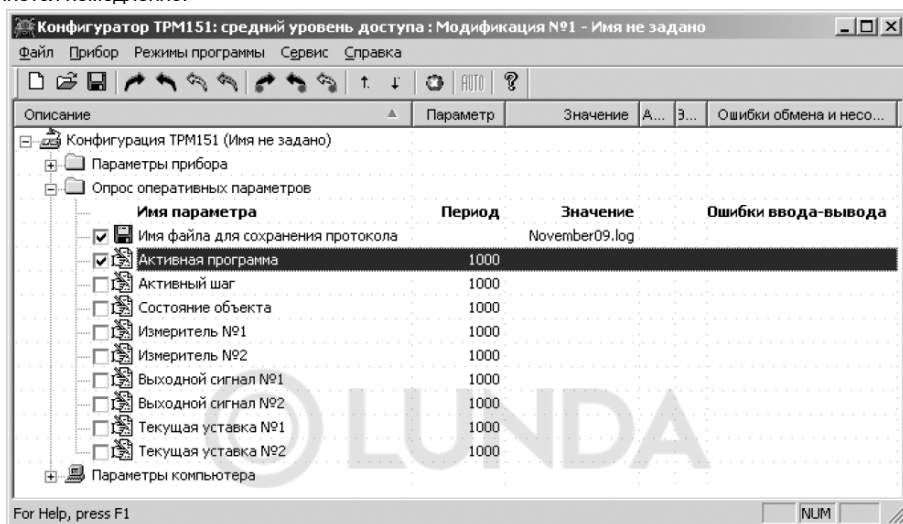 Конфигуратор ТРМ151: средний уровень доступа : Модификация №1 - Имя не задано
Файл Прибор Режимы программы Сервис Справка
AUTO
Описание Параметр Значение А... З... Ошибки обмена и несо...
Конфигурация ТРМ151 (Имя не задано)
Параметры прибора
Опрос оперативных параметров
Имя параметра Период Значение Ошибки ввода-вывода
Имя файла для сохранения протокола November09.log
Активная программа 1000
Активный шаг 1000
Состояние объекта 1000
Измеритель №1 1000
Измеритель №2 1000
Выходной сигнал №1 1000
Выходной сигнал №2 1000
Текущая уставка №1 1000
Текущая уставка №2 1000
Параметры компьютера
LUNDA
For Help, press F1 NUM